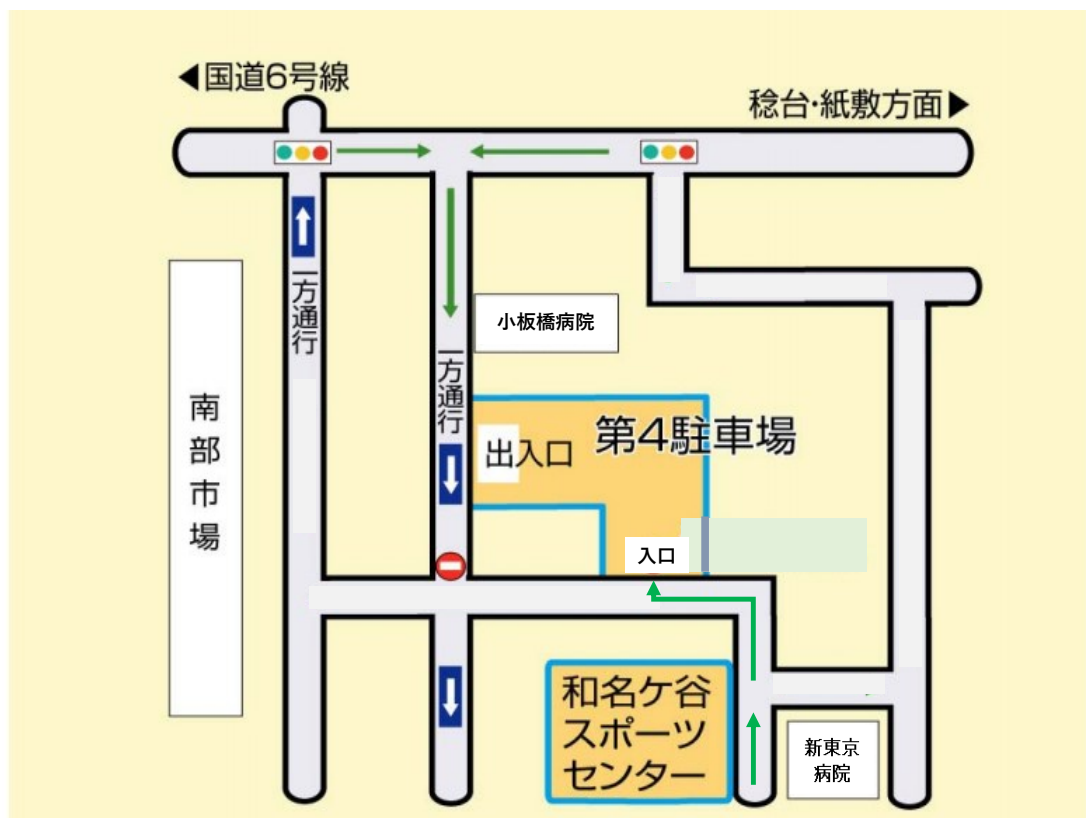 ◀国道6号線
稔台・紙敷方面▶
一方通行
小板橋病院
一方通行
南部市場
第4駐車場
出入口
入口
和名ケ谷
スポーツ
センター
新東京
病院